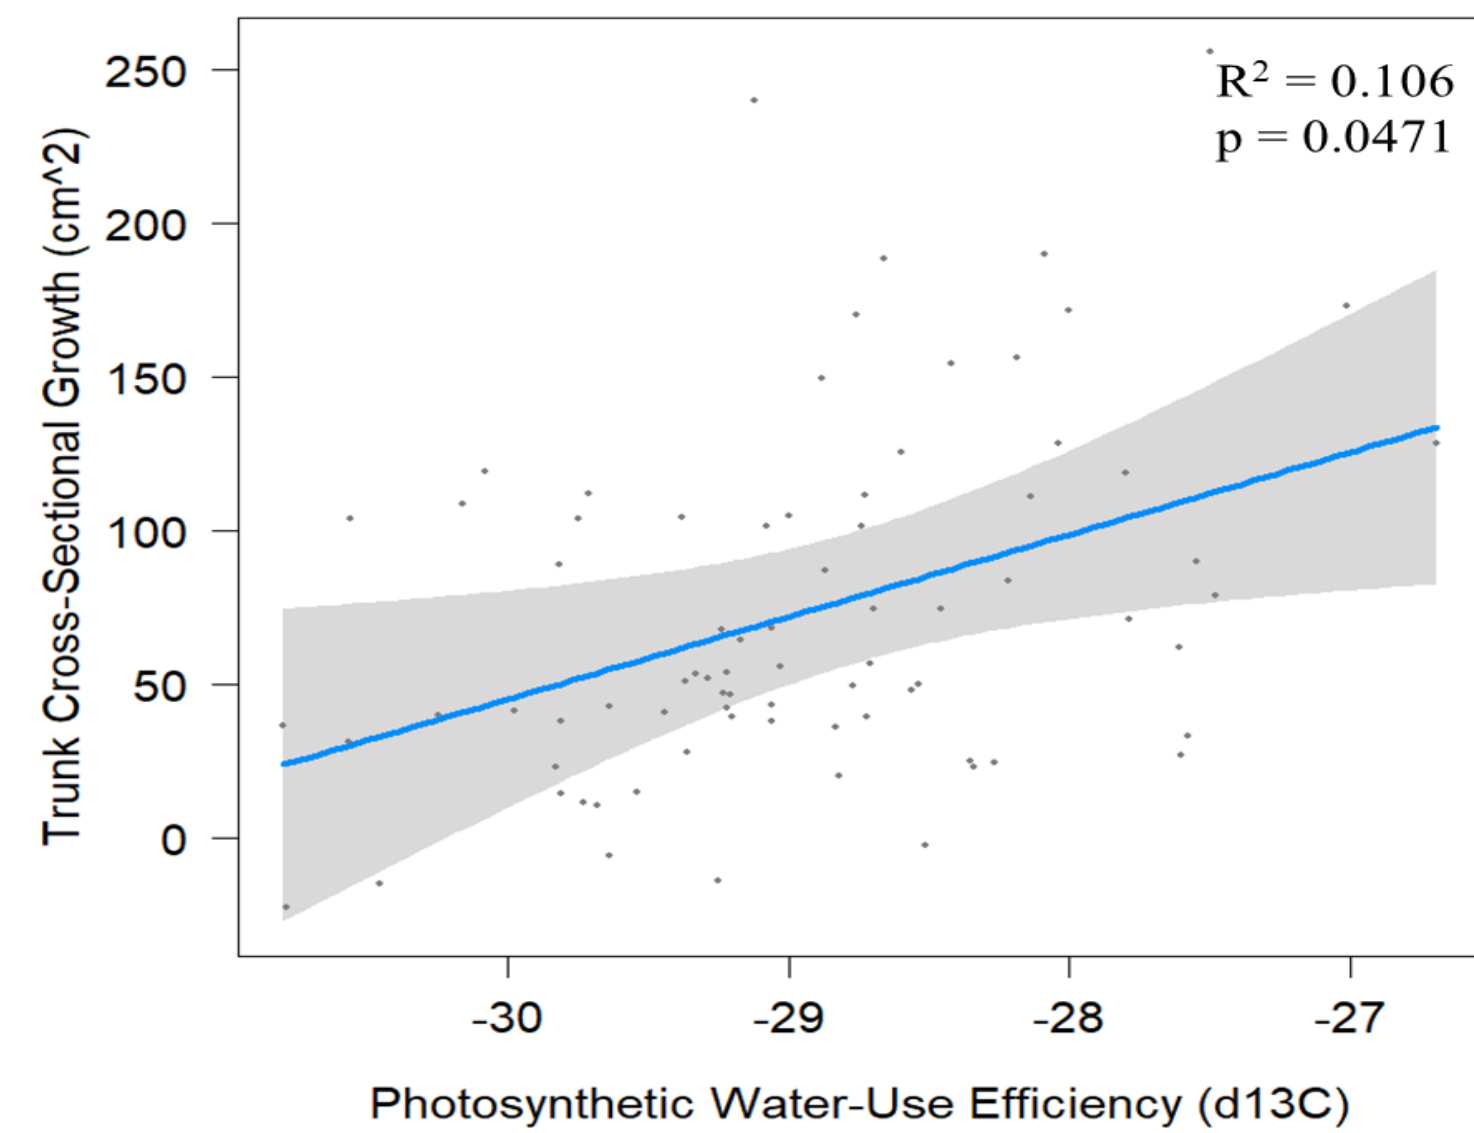 R² = 0.106
p = 0.0471
Trunk Cross-Sectional Growth (cm^2)
250
200
150
100
50
0
-30 -29 -28 -27
Photosynthetic Water-Use Efficiency (d13C)